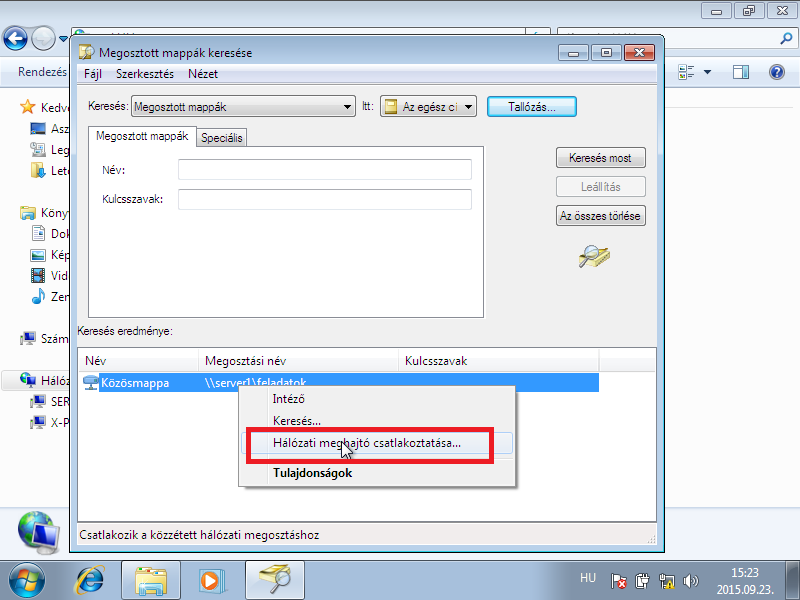 Megosztott mappák keresése
Rendezés
Fájl Szerkesztés Nézet
Keresés: Megosztott mappák Itt: Az egész ci Tallózás...
Megosztott mappák Speciális
Név:
Kulcsszavak:
Keresés most
Leállítás
Az összes törlése
Keresés eredménye:
Név Megosztási név Kulcsszavak
Közösmappa \\server1\feladatok
Intéző
Keresés...
Hálózati meghajtó csatlakoztatása...
Tulajdonságok
Csatlakozik a közzétett hálózati megosztáshoz
Kedv
Asz
Leg
Leto
Köny
Dok
Kép
Vid
Zen
Szám
Hálóz
SER
X-P
HU
15:23
2015.09.23.